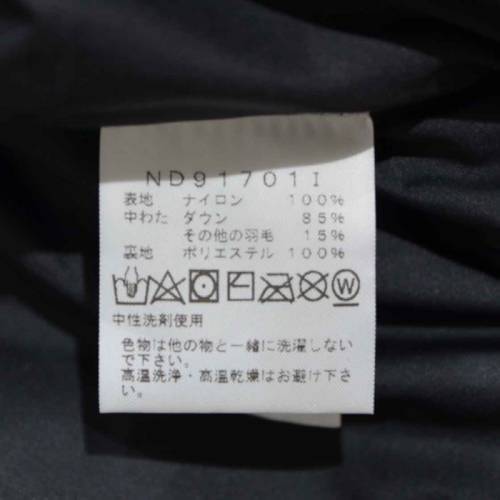 ND91701I
表地 ナイロン 100%
中わた ダウン 85%
その他の羽毛 15%
裏地 ポリエステル 100%
W
中性洗剤使用
色物は他の物と一緒に洗濯しない
で下さい。
高温洗浄・高温乾燥はお避け下さ
い。